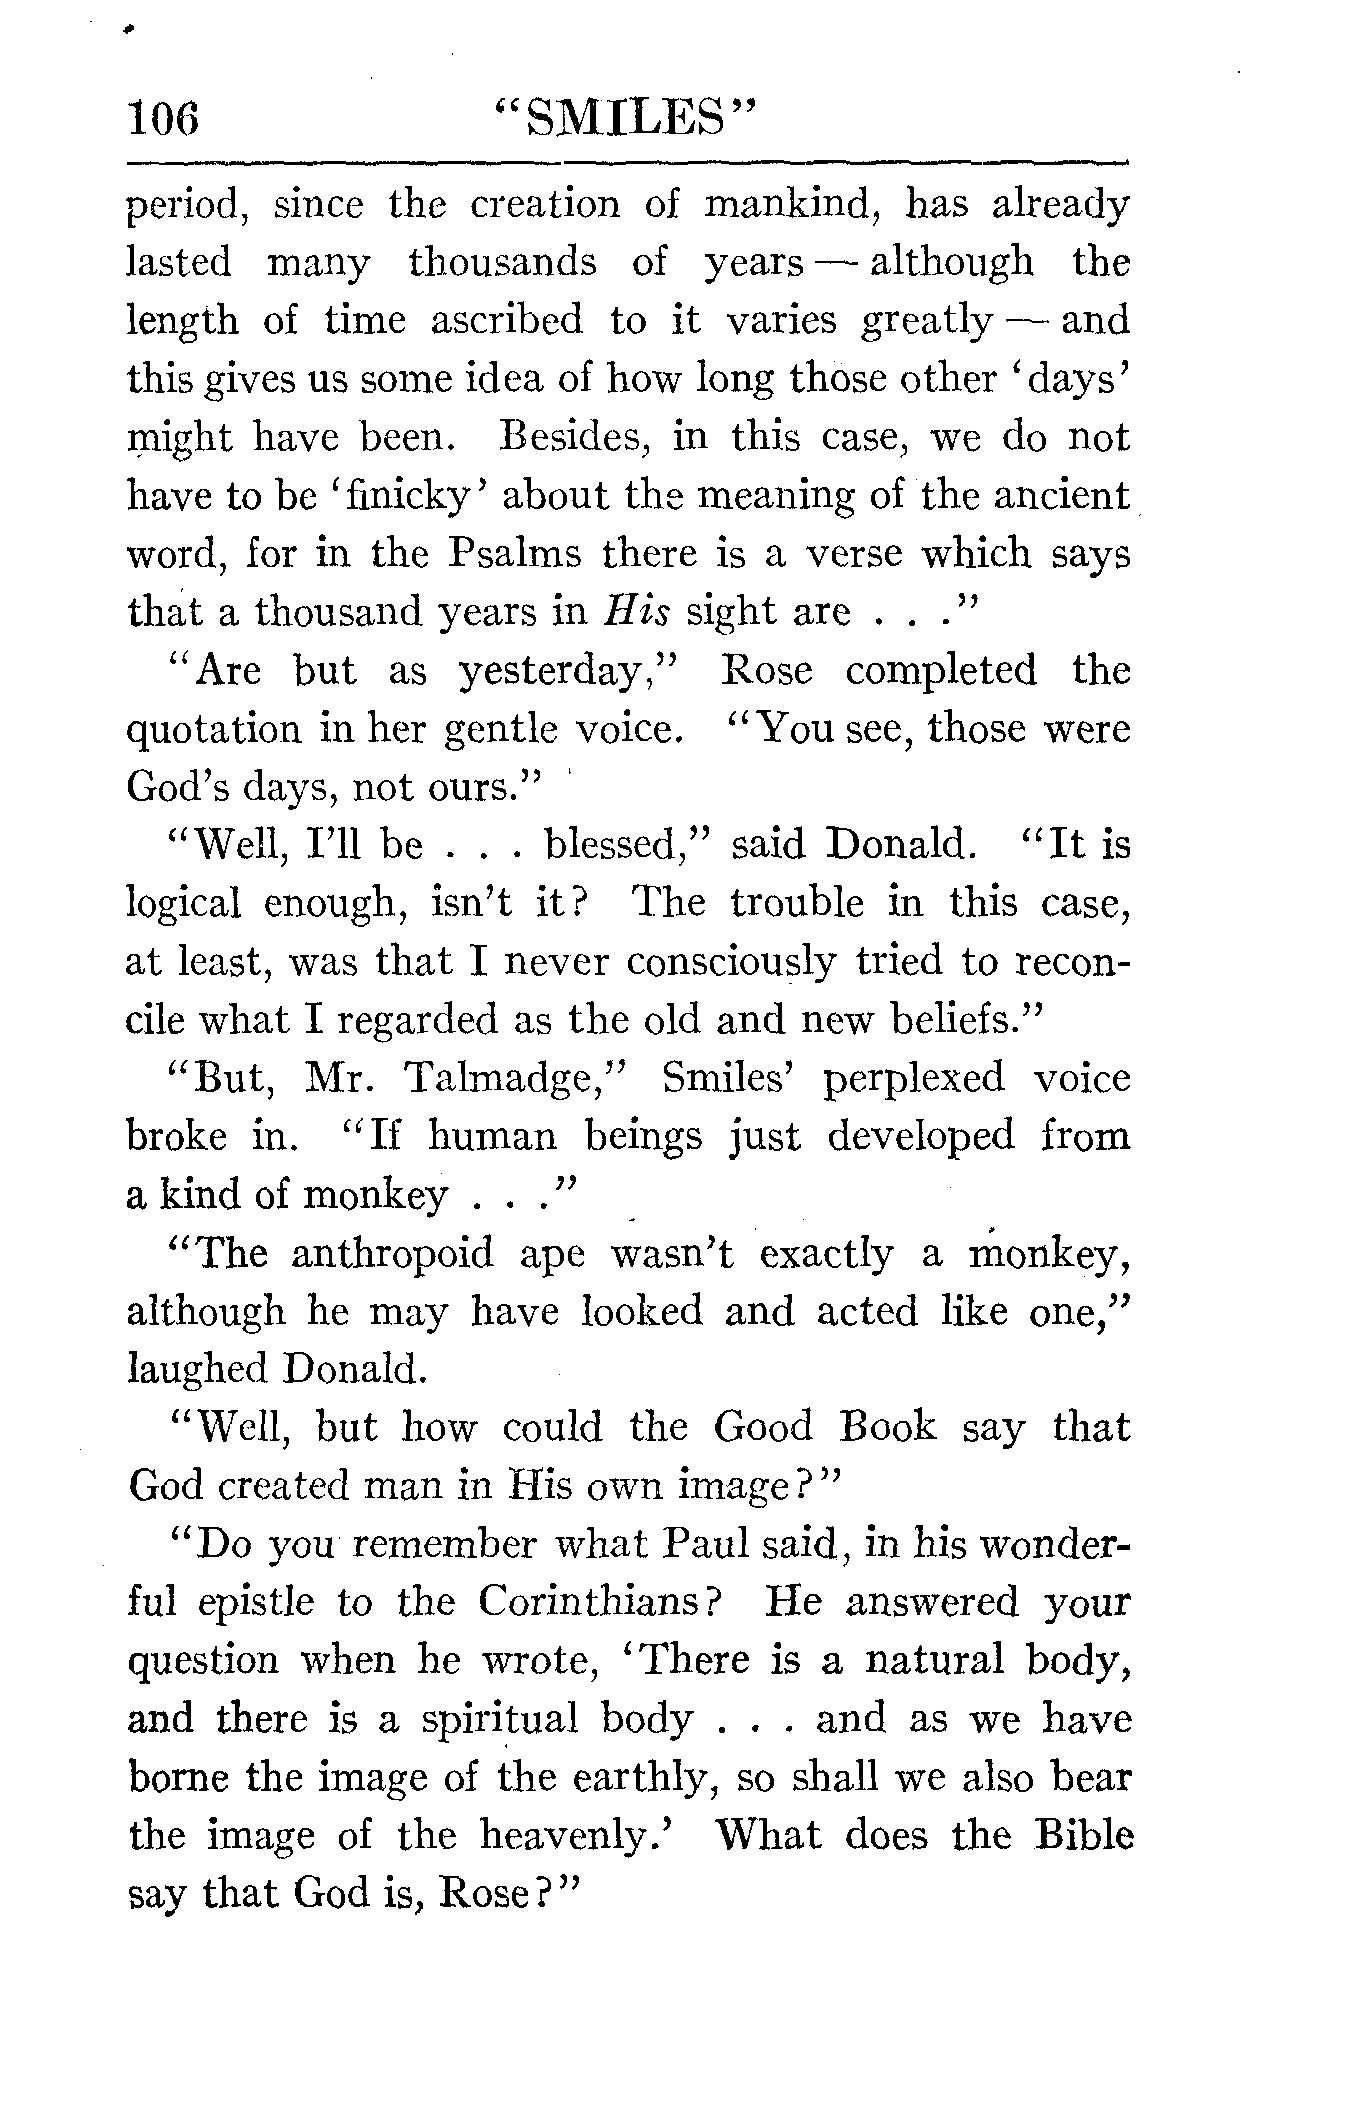 106 "SMILES"
period, since the creation of mankind, has already
lasted many thousands of years — although the
length of time ascribed to it varies greatly — and
this gives us some idea of how long those other 'days'
might have been. Besides, in this case, we do not
have to be 'finicky' about the meaning of the ancient
word, for in the Psalms there is a verse which says
that a thousand years in His sight are . . ."
"Are but as yesterday," Rose completed the
quotation in her gentle voice. "You see, those were
God's days, not ours."
"Well, I'll be . . . blessed," said Donald. "It is
logical enough, isn't it? The trouble in this case,
at least, was that I never consciously tried to recon-
cile what I regarded as the old and new beliefs."
"But, Mr. Talmadge," Smiles' perplexed voice
broke in. "If human beings just developed from
a kind of monkey . . ."
"The anthropoid ape wasn't exactly a monkey,
although he may have looked and acted like one,"
laughed Donald.
"Well, but how could the Good Book say that
God created man in His own image?"
"Do you remember what Paul said, in his wonder-
ful epistle to the Corinthians? He answered your
question when he wrote, 'There is a natural body,
and there is a spiritual body . . . and as we have
borne the image of the earthly, so shall we also bear
the image of the heavenly.' What does the Bible
say that God is, Rose?"